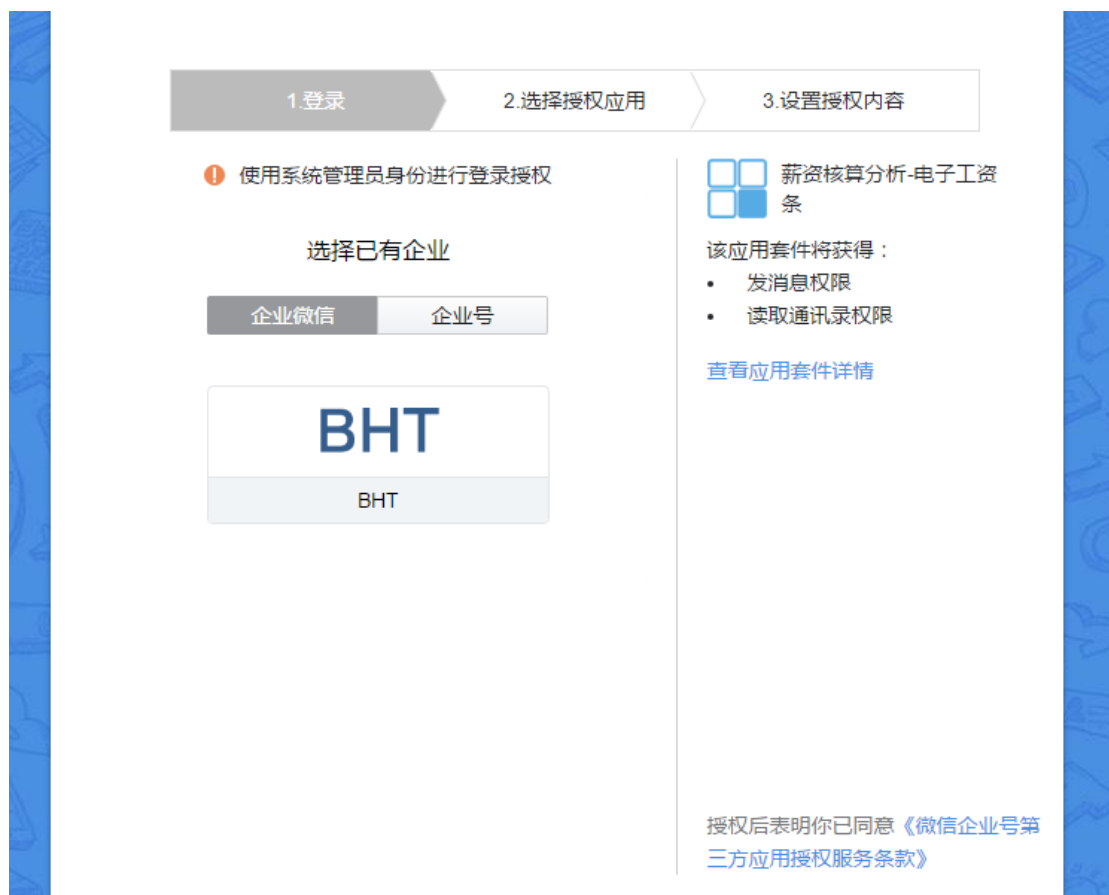 1.登录
2.选择授权应用
3.设置授权内容
使用系统管理员身份进行登录授权
选择已有企业
企业微信
企业号
BHT
BHT
薪资核算分析-电子工资
条
该应用套件将获得：
• 发消息权限
• 读取通讯录权限
查看应用套件详情
授权后表明你已同意《微信企业号第
三方应用授权服务条款》